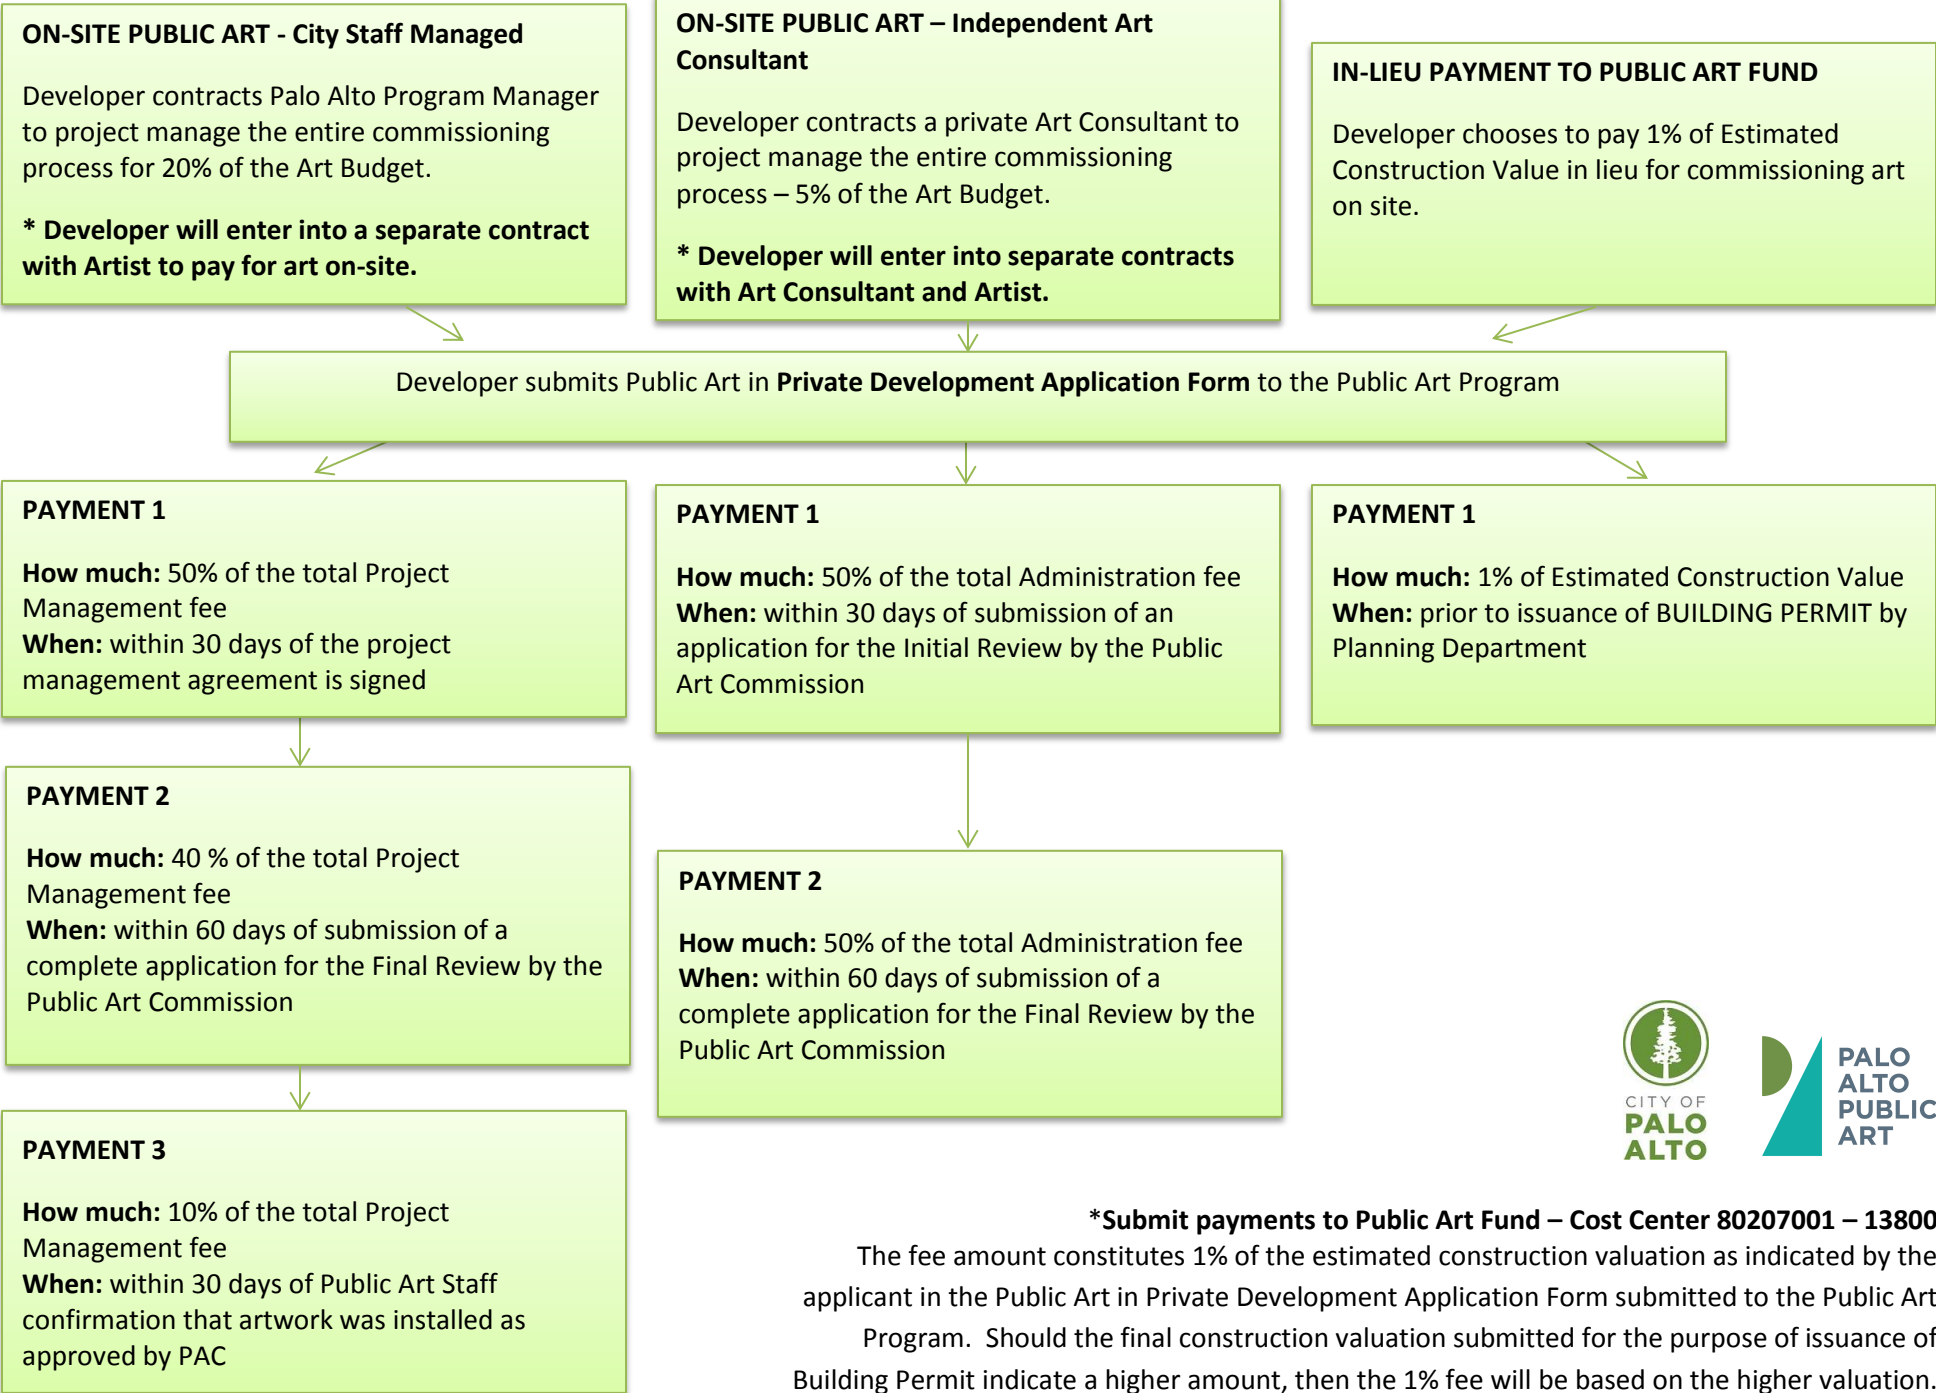 ON-SITE PUBLIC ART - City Staff Managed
Developer contracts Palo Alto Program Manager
to project manage the entire commissioning
process for 20% of the Art Budget.
* Developer will enter into a separate contract
with Artist to pay for art on-site.
ON-SITE PUBLIC ART – Independent Art
Consultant
Developer contracts a private Art Consultant to
project manage the entire commissioning
process – 5% of the Art Budget.
* Developer will enter into separate contracts
with Art Consultant and Artist.
IN-LIEU PAYMENT TO PUBLIC ART FUND
Developer chooses to pay 1% of Estimated
Construction Value in lieu for commissioning art
on site.
Developer submits Public Art in Private Development Application Form to the Public Art Program
PAYMENT 1
How much: 50% of the total Project
Management fee
When: within 30 days of the project
management agreement is signed
PAYMENT 1
How much: 50% of the total Administration fee
When: within 30 days of submission of an
application for the Initial Review by the Public
Art Commission
PAYMENT 1
How much: 1% of Estimated Construction Value
When: prior to issuance of BUILDING PERMIT by
Planning Department
PAYMENT 2
How much: 40 % of the total Project
Management fee
When: within 60 days of submission of a
complete application for the Final Review by the
Public Art Commission
PAYMENT 2
How much: 50% of the total Administration fee
When: within 60 days of submission of a
complete application for the Final Review by the
Public Art Commission
PAYMENT 3
How much: 10% of the total Project
Management fee
When: within 30 days of Public Art Staff
confirmation that artwork was installed as
approved by PAC
CITY OF
PALO
ALTO
PALO
ALTO
PUBLIC
ART
*Submit payments to Public Art Fund – Cost Center 80207001 – 13800
The fee amount constitutes 1% of the estimated construction valuation as indicated by the
applicant in the Public Art in Private Development Application Form submitted to the Public Art
Program.  Should the final construction valuation submitted for the purpose of issuance of
Building Permit indicate a higher amount, then the 1% fee will be based on the higher valuation.